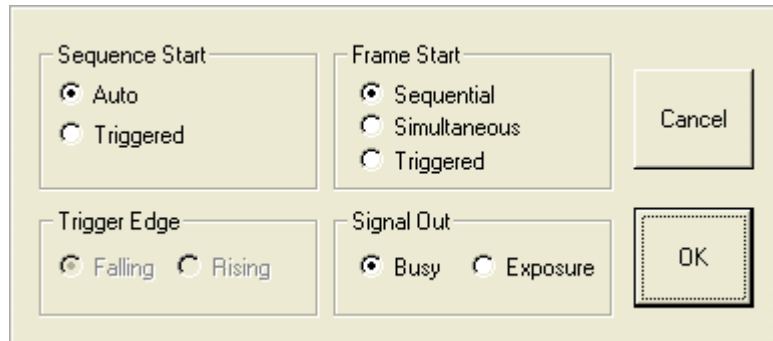 Sequence Start
Auto
Triggered
Frame Start
Sequential
Simultaneous
Triggered
Cancel
Trigger Edge
Falling Rising
Signal Out
Busy Exposure
OK